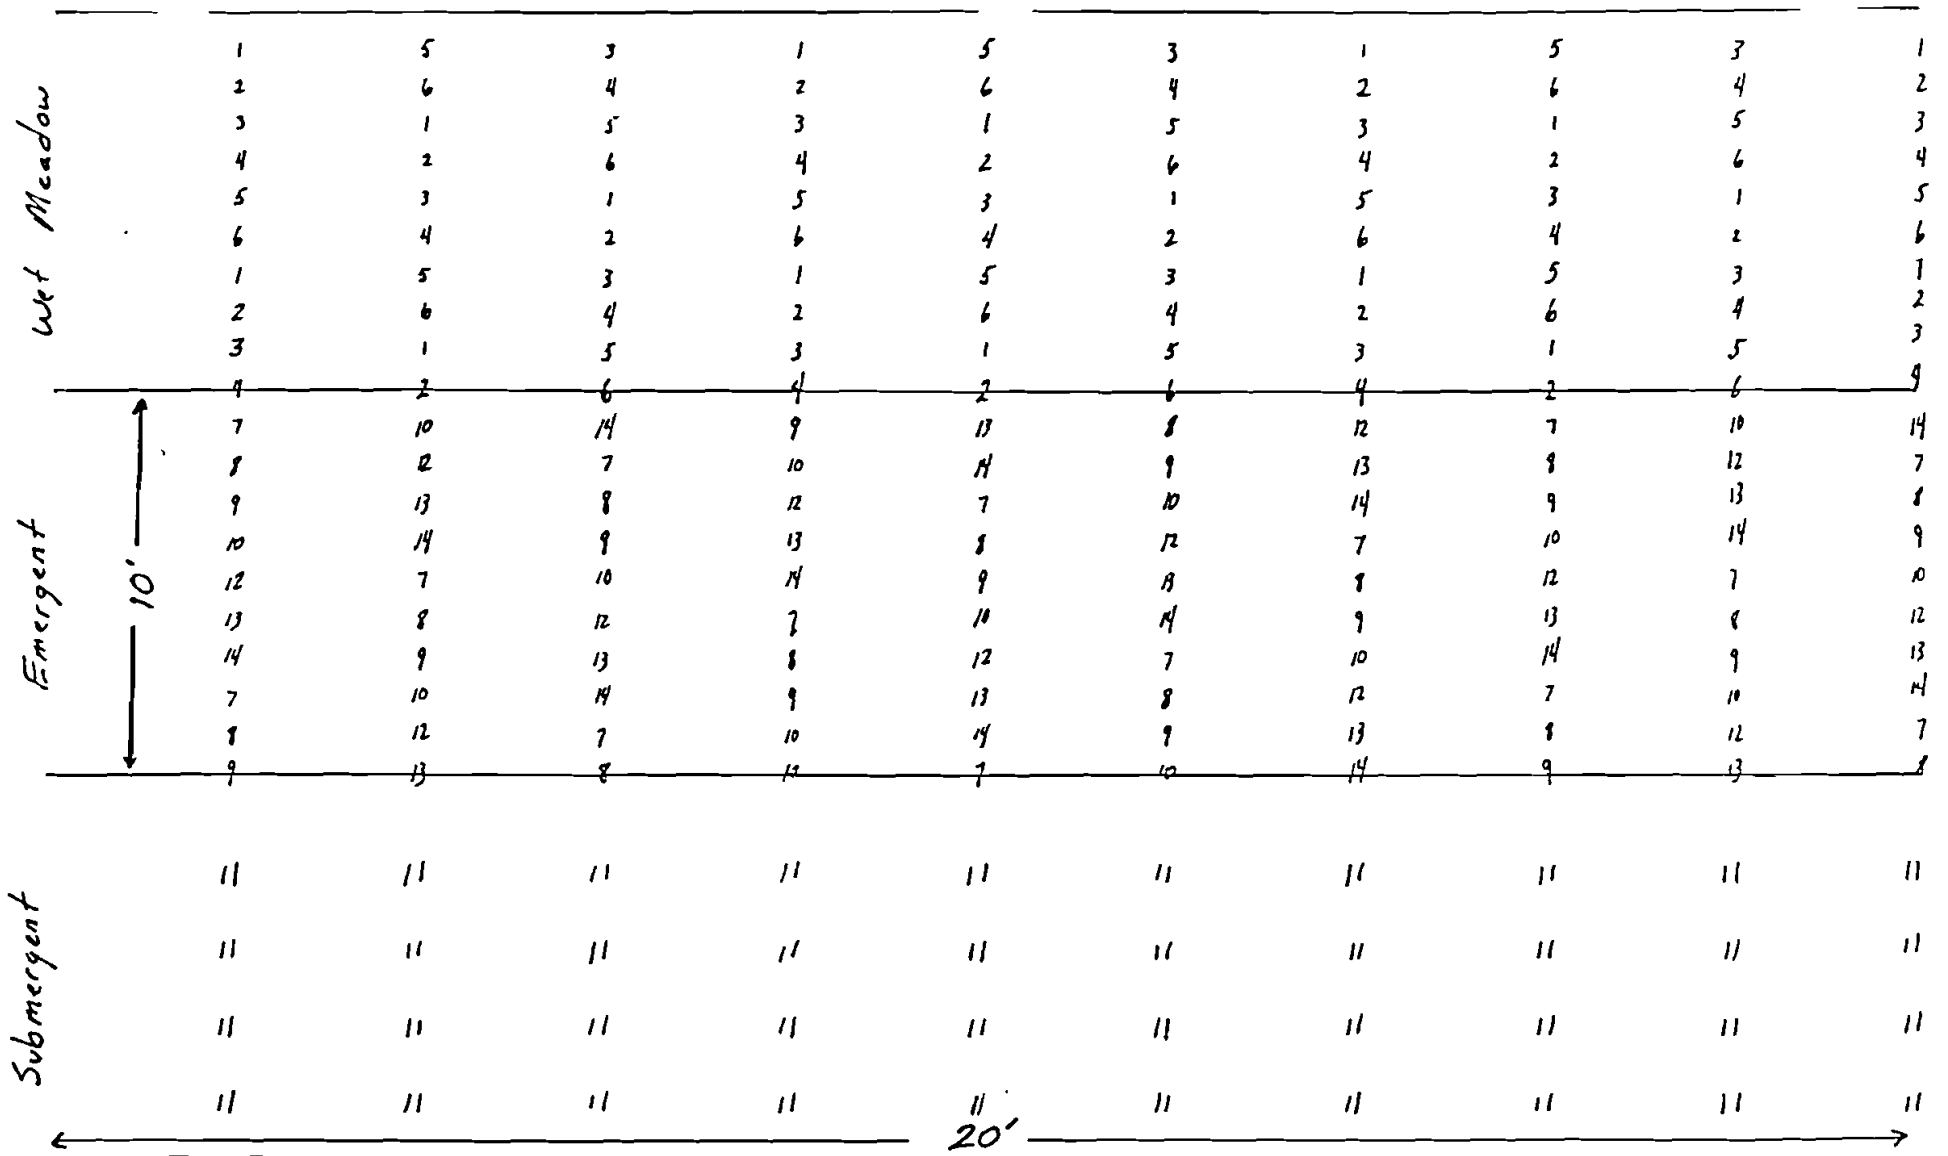 Wet Meadow
1 5 3 1 5 3 1 5 3 1
2 6 4 2 6 4 2 6 4 2
3 1 5 3 1 5 3 1 5 3
4 2 6 4 2 6 4 2 6 4
5 3 1 5 3 1 5 3 1 5
6 4 2 6 4 2 6 4 2 6
1 5 3 1 5 3 1 5 3 1
2 6 4 2 6 4 2 6 4 2
3 1 5 3 1 5 3 1 5 3
4 2 6 4 2 6 4 2 6 4
Emergent
10'
7 10 14 9 13 8 12 7 10 14
8 12 7 10 14 9 13 8 12 7
9 13 8 12 7 10 14 9 13 8
10 14 9 13 8 12 7 10 14 9
12 7 10 14 9 13 8 12 7 10
13 8 12 7 10 14 9 13 8 12
14 9 13 8 12 7 10 14 9 13
7 10 14 9 13 8 12 7 10 14
8 12 7 10 14 9 13 8 12 7
9 13 8 12 7 10 14 9 13 8
Submergent
11 11 11 11 11 11 11 11 11 11
11 11 11 11 11 11 11 11 11 11
11 11 11 11 11 11 11 11 11 11
11 11 11 11 11 11 11 11 11 11
20'